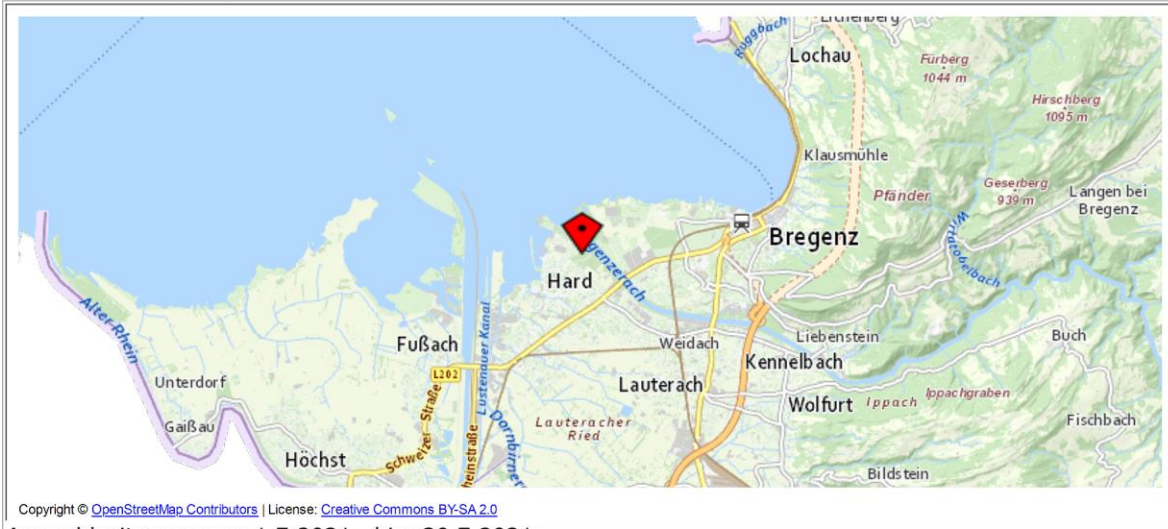 Lochau
Ruggbach
Fürberg
1044 m
Hirschberg
1095 m
Klausmühle
Pfänder
Geserberg
939 m
Langen bei
Bregenz
Wirtatobelbach
Bregenz
Hard
Alter Rhein
Fußach
Lustenauer Kanal
Weidach
Liebenstein
Buch
Kennelbach
L202
Unterdorf
Lauterach
Wolfurt
Ippach
Ippachgraben
Gaißau
Schweizer Straße
Lauteracher
Ried
Fischbach
Höchst
Bildstein
Copyright © OpenStreetMap Contributors | License: Creative Commons BY-SA 2.0